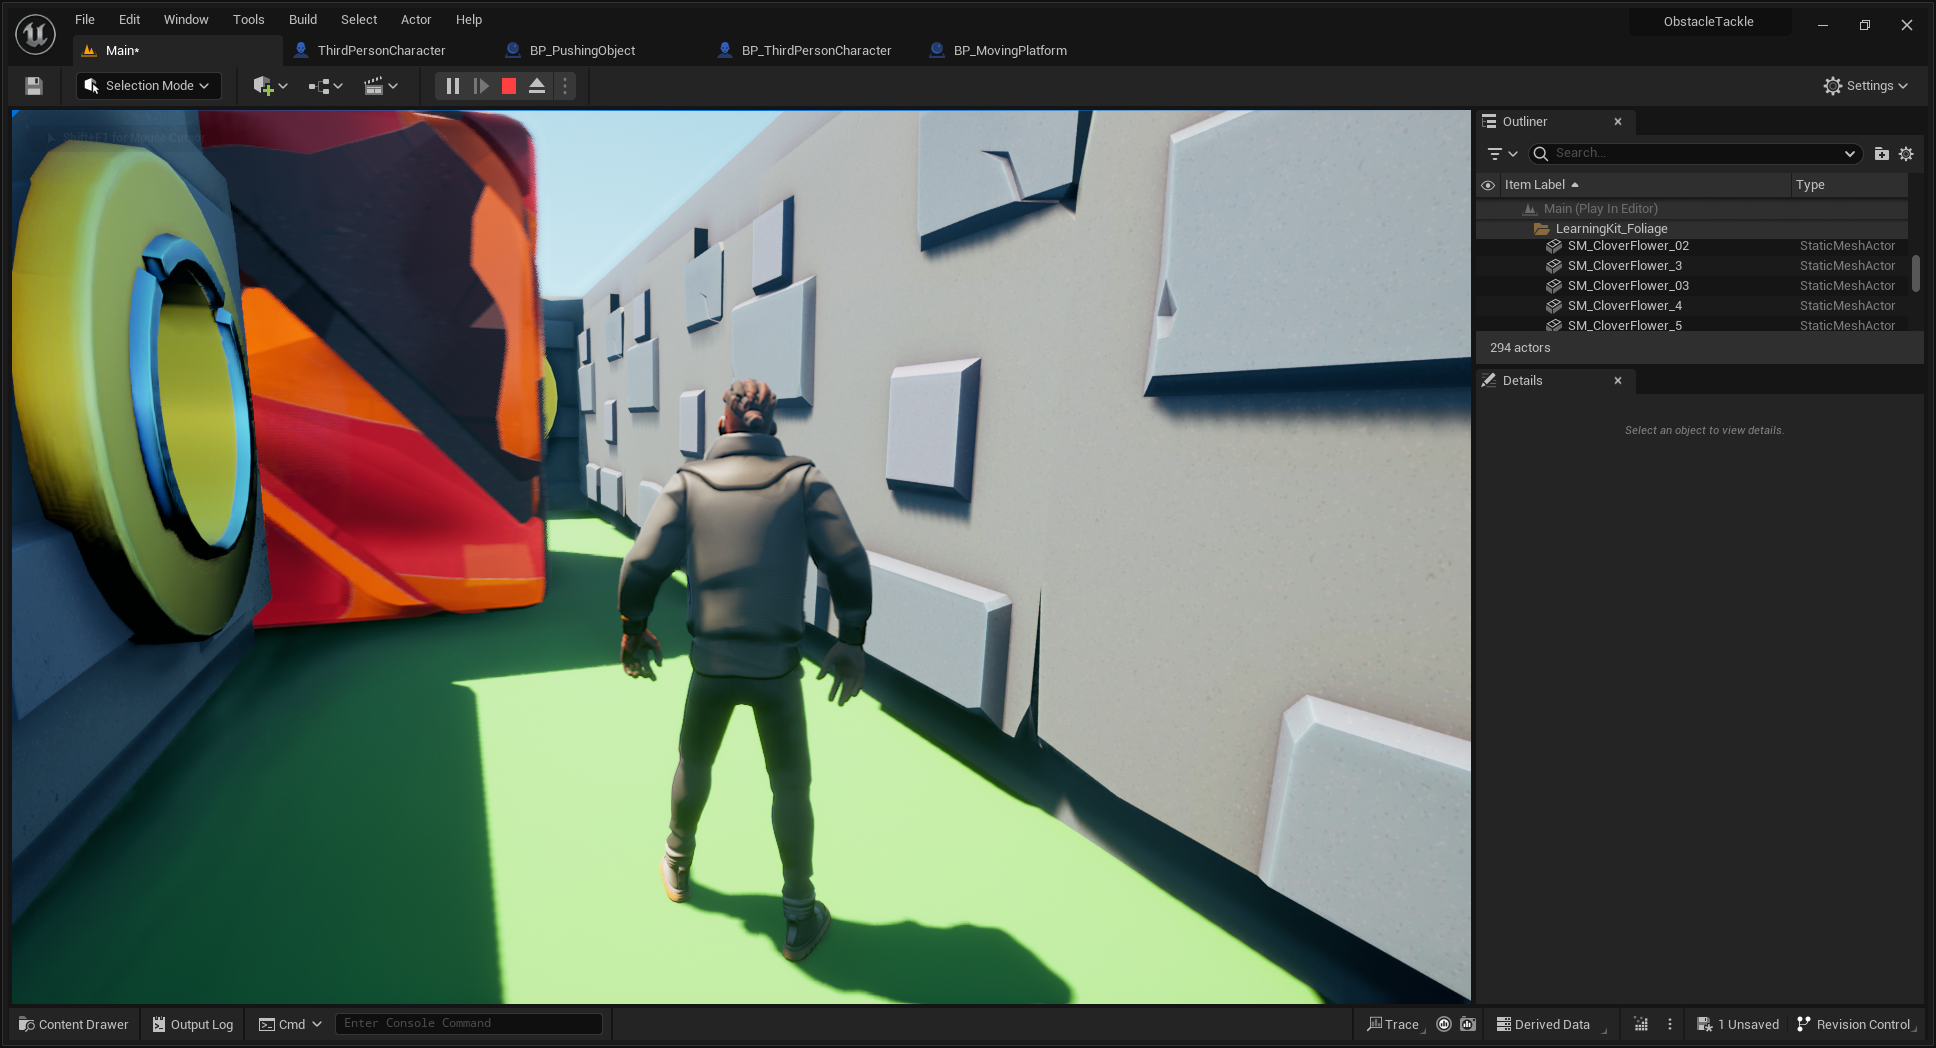 File Edit Window Tools Build Select Actor Help
ObstacleTackle
Main* ThirdPersonCharacter BP_PushingObject BP_ThirdPersonCharacter BP_MovingPlatform
Selection Mode
Settings
Shift+F1 for Mouse Cursor
Outliner
Search...
Item Label Type
Main (Play In Editor)
LearningKit_Foliage
SM_CloverFlower_02 StaticMeshActor
SM_CloverFlower_3 StaticMeshActor
SM_CloverFlower_03 StaticMeshActor
SM_CloverFlower_4 StaticMeshActor
SM_CloverFlower_5 StaticMeshActor
294 actors
Details
Select an object to view details.
Content Drawer Output Log Cmd Enter Console Command Trace Derived Data 1 Unsaved Revision Control